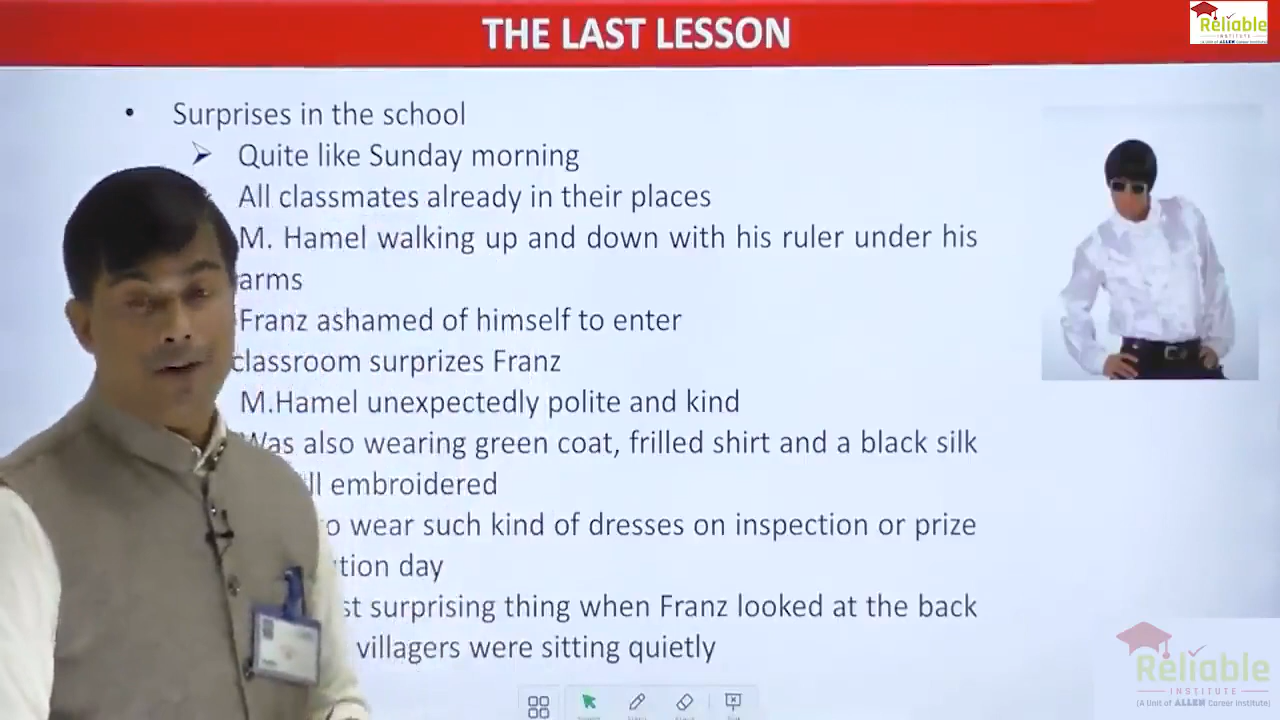 THE LAST LESSON
Reliable
INSTITUTE
(A Unit of ALLEN Career Institute)
• Surprises in the school
Quite like Sunday morning
All classmates already in their places
M. Hamel walking up and down with his ruler under his
arms
Franz ashamed of himself to enter
classroom surprizes Franz
M.Hamel unexpectedly polite and kind
Was also wearing green coat, frilled shirt and a black silk
embroidered
wear such kind of dresses on inspection or prize
day
surprising thing when Franz looked at the back
villagers were sitting quietly
Reliable
INSTITUTE
(A Unit of ALLEN Career Institute)